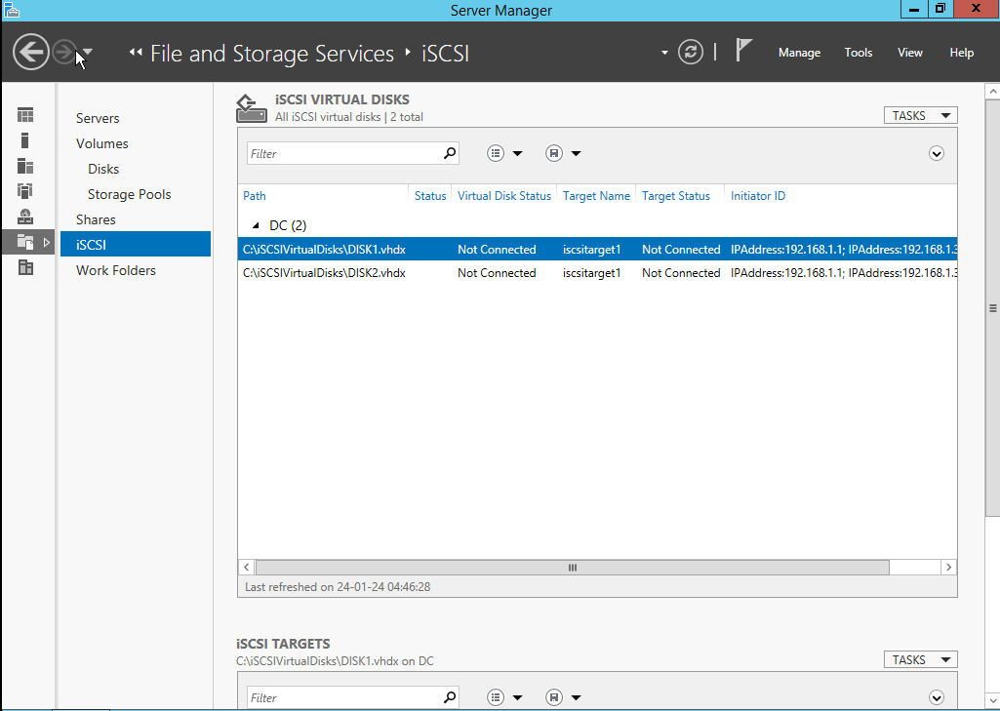 Server Manager
File and Storage Services iSCSI
Manage Tools View Help
Servers
Volumes
Disks
Storage Pools
Shares
iSCSI
Work Folders
iSCSI VIRTUAL DISKS
All iSCSI virtual disks | 2 total
TASKS
Filter
Path Status Virtual Disk Status Target Name Target Status Initiator ID
DC (2)
C:\iSCSIVirtualDisks\DISK1.vhdx Not Connected iscsitarget1 Not Connected IPAddress:192.168.1.1; IPAddress:192.168.1.3
C:\iSCSIVirtualDisks\DISK2.vhdx Not Connected iscsitarget1 Not Connected IPAddress:192.168.1.1; IPAddress:192.168.1.3
Last refreshed on 24-01-24 04:46:28
iSCSI TARGETS
C:\iSCSIVirtualDisks\DISK1.vhdx on DC
TASKS
Filter